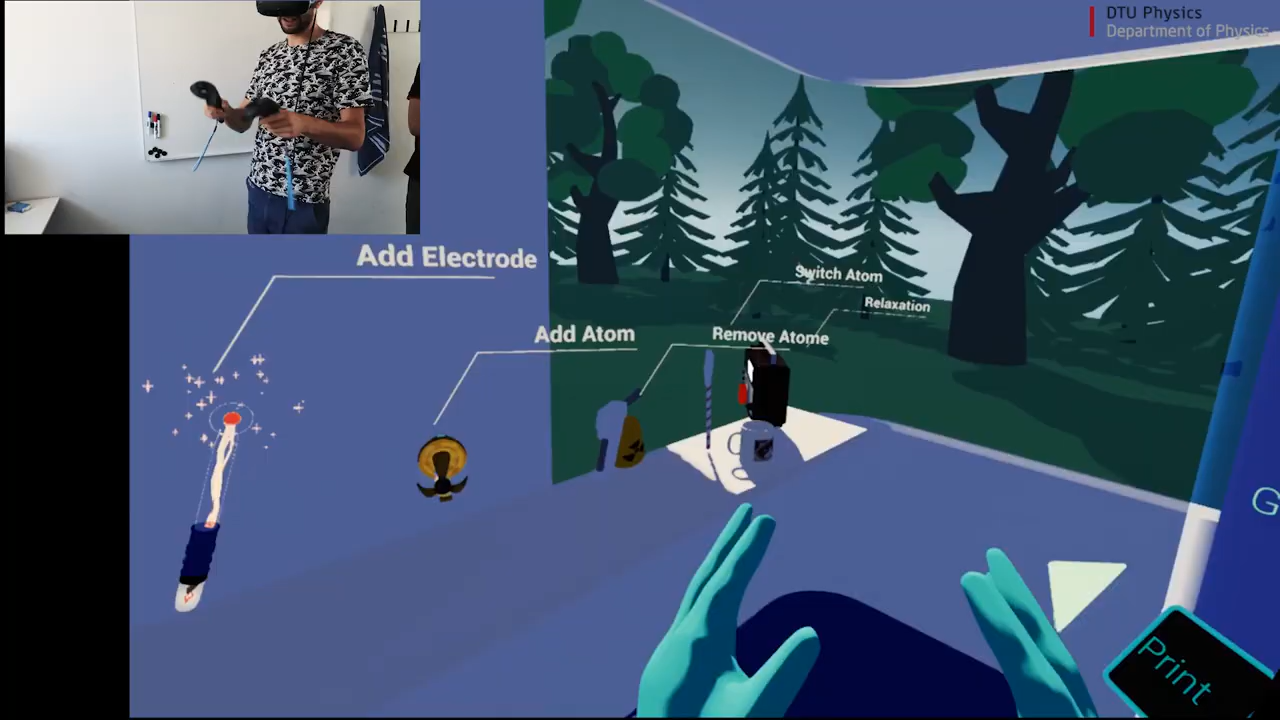 DTU Physics
Department of Physics
Add Electrode
Switch Atom
Relaxation
Add Atom
Remove Atome
G
Print